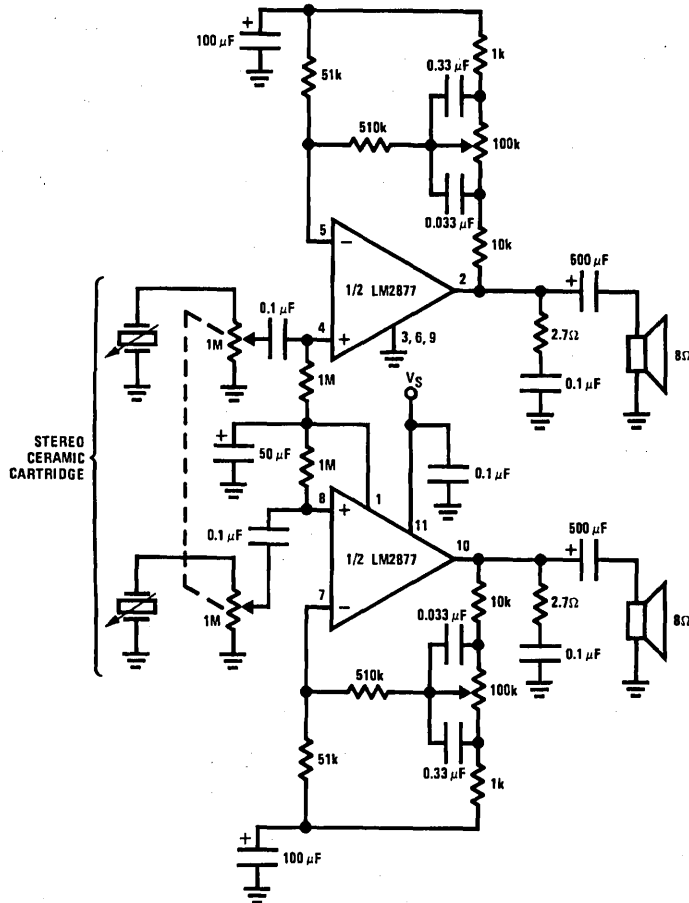 +
100 μF
1k
0.33 μF
51k
510k
100k
0.033 μF
10k
5
−
2
+
600 μF
1/2 LM2877
0.1 μF
4
+
3, 6, 9
2.7Ω
8Ω
1M
1M
0.1 μF
VS
STEREO
CERAMIC
CARTRIDGE
+
50 μF
1M
0.1 μF
1
8
+
11
0.1 μF
10
+
500 μF
1/2 LM2877
7
−
10k
2.7Ω
8Ω
1M
0.033 μF
0.1 μF
510k
100k
0.33 μF
51k
1k
+
100 μF